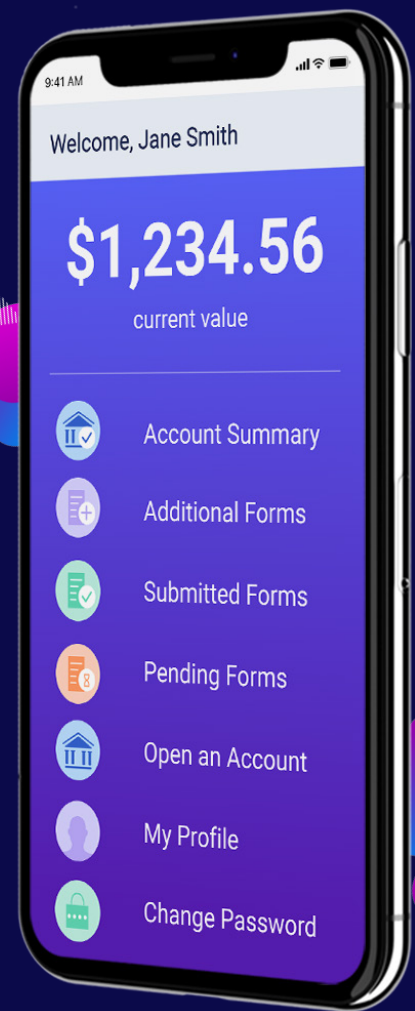 9:41 AM
Welcome, Jane Smith
$1,234.56
current value
Account Summary
Additional Forms
Submitted Forms
Pending Forms
8
Open an Account
My Profile
Change Password